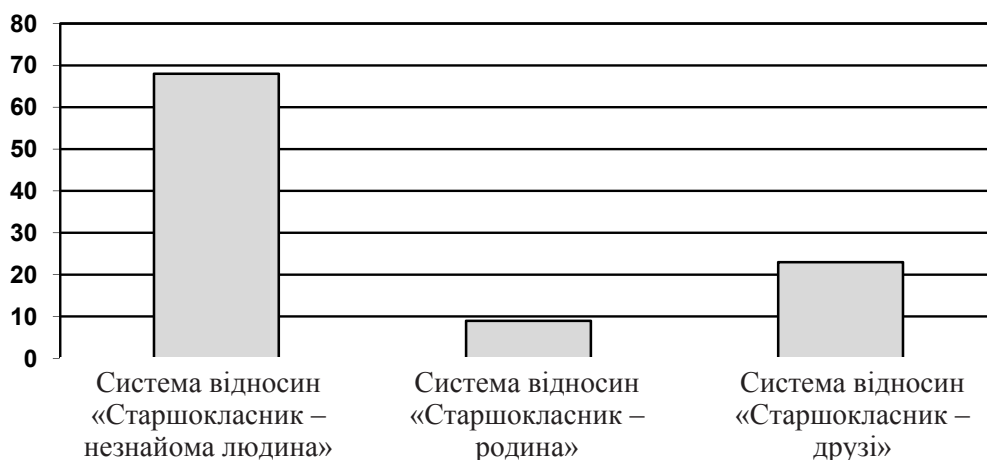 80
70
60
50
40
30
20
10
0
Система відносин
«Старшокласник –
незнайома людина»
Система відносин
«Старшокласник –
родина»
Система відносин
«Старшокласник –
друзі»